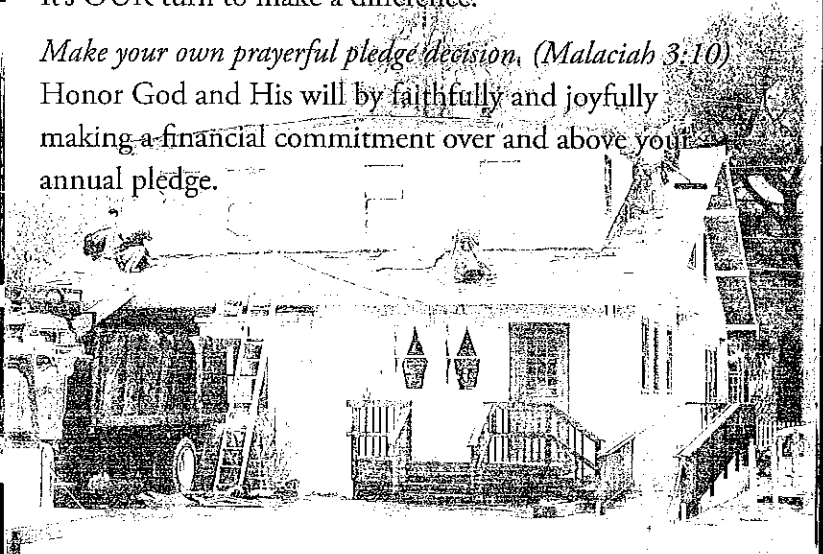 It's OUR turn to make a difference.
Make your own prayerful pledge decision. (Malaciah 3:10)
Honor God and His will by faithfully and joyfully
making a financial commitment over and above your
annual pledge.